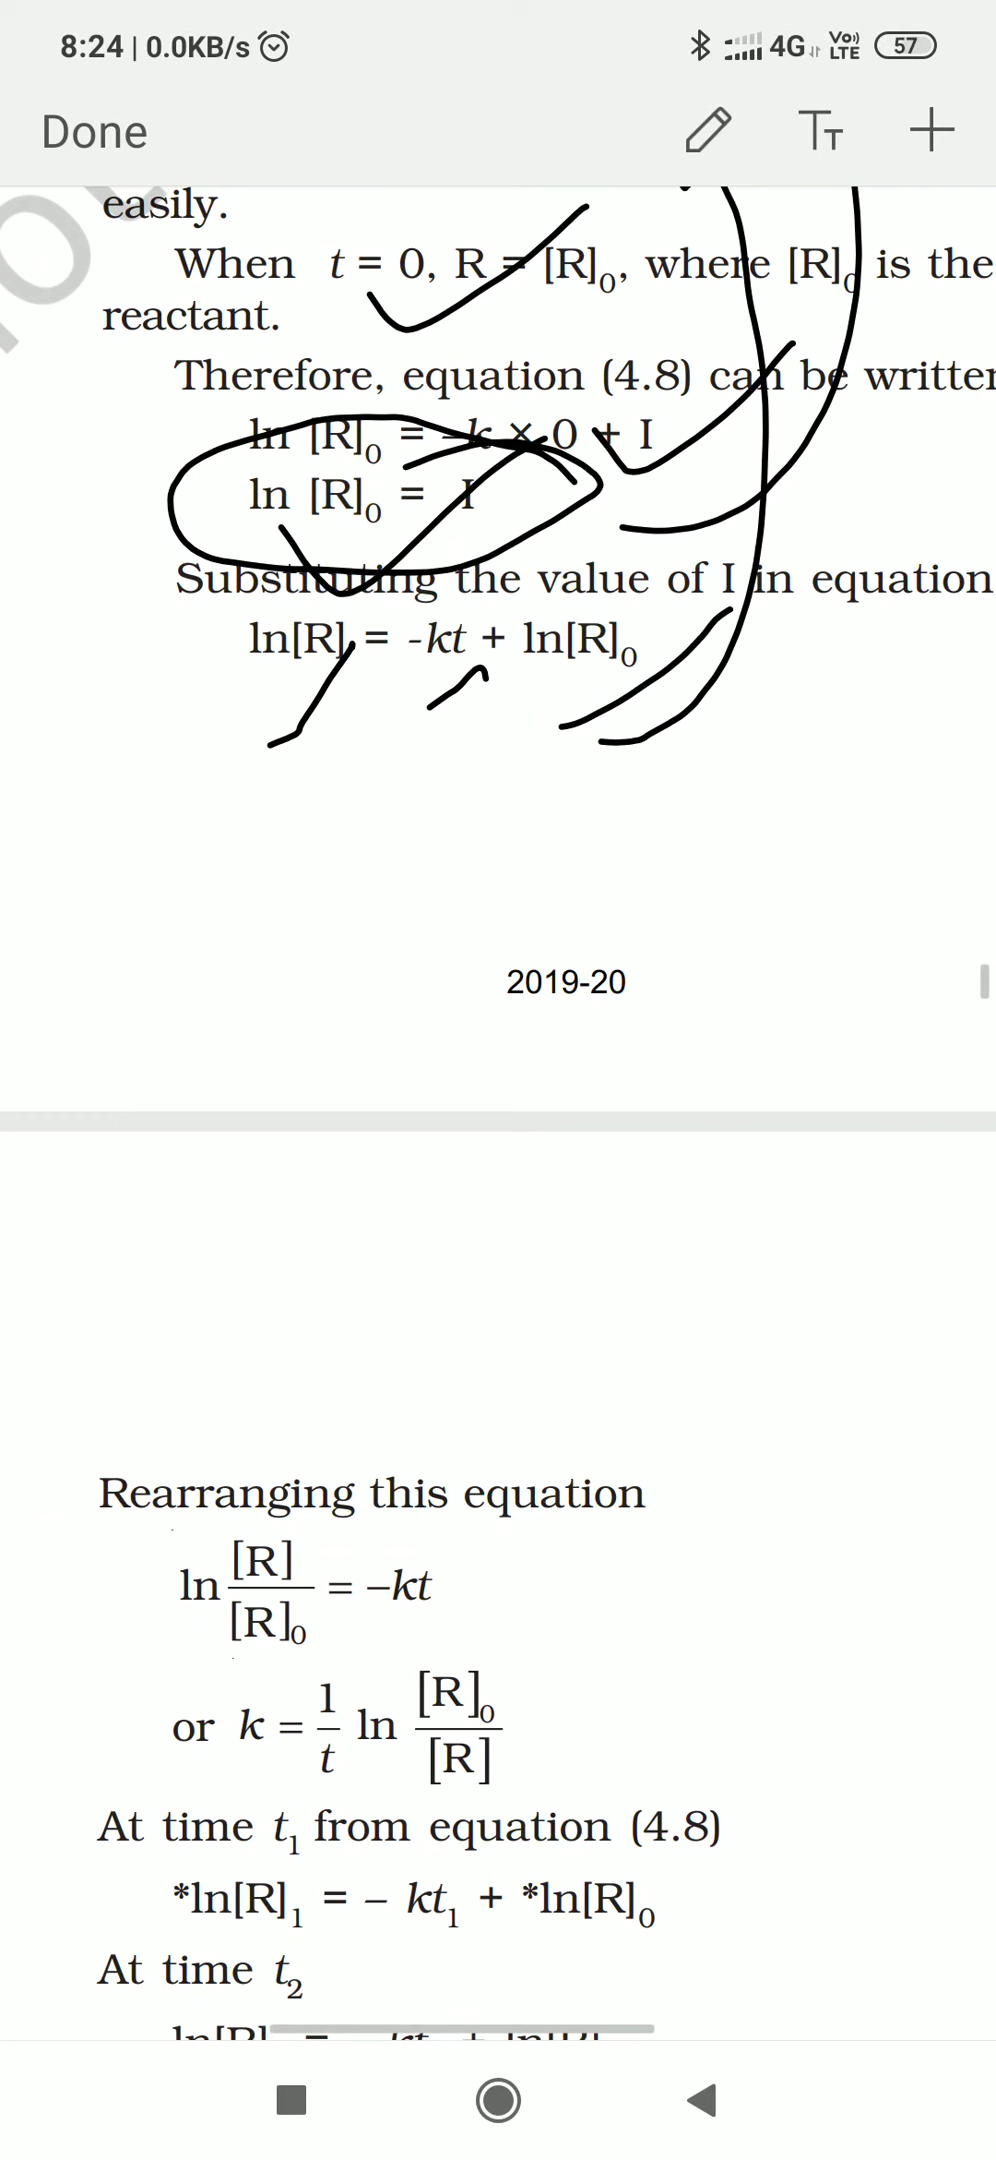 8:24 | 0.0KB/s 4G Vo)) LTE 57
Done TT +
easily.
When t = 0, R = [R]₀, where [R]₀ is the
reactant.
Therefore, equation (4.8) can be written
ln [R]₀ = –k × 0 + I
ln [R]₀ = I
Substituting the value of I in equation
ln[R] = -kt + ln[R]₀
2019-20
Rearranging this equation
ln [R]/[R]₀ = –kt
or k = 1/t ln [R]₀/[R]
At time t₁ from equation (4.8)
*ln[R]₁ = – kt₁ + *ln[R]₀
At time t₂